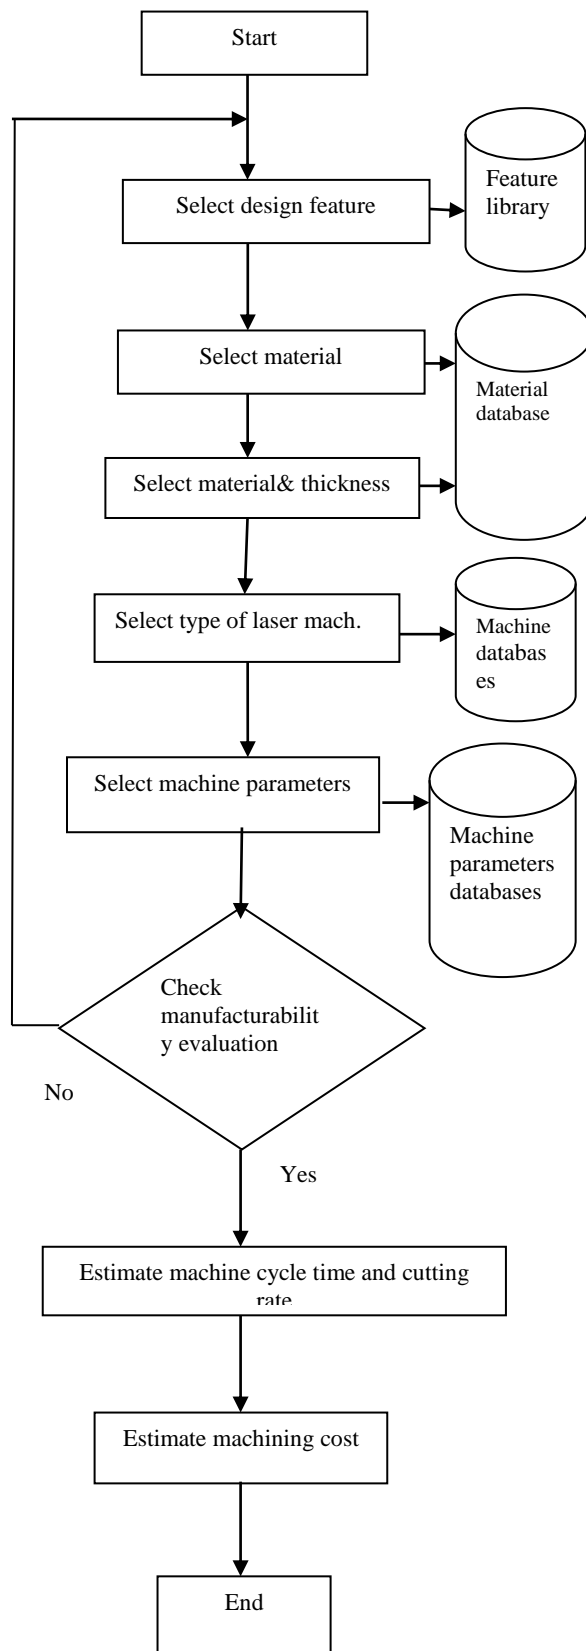 Start
Select design feature
Feature
library
Select material
Material
database
Select material& thickness
Select type of laser mach.
Machine
databas
es
Select machine parameters
Machine
parameters
databases
Check
manufacturabilit
y evaluation
No
Yes
Estimate machine cycle time and cutting
rate
Estimate machining cost
End